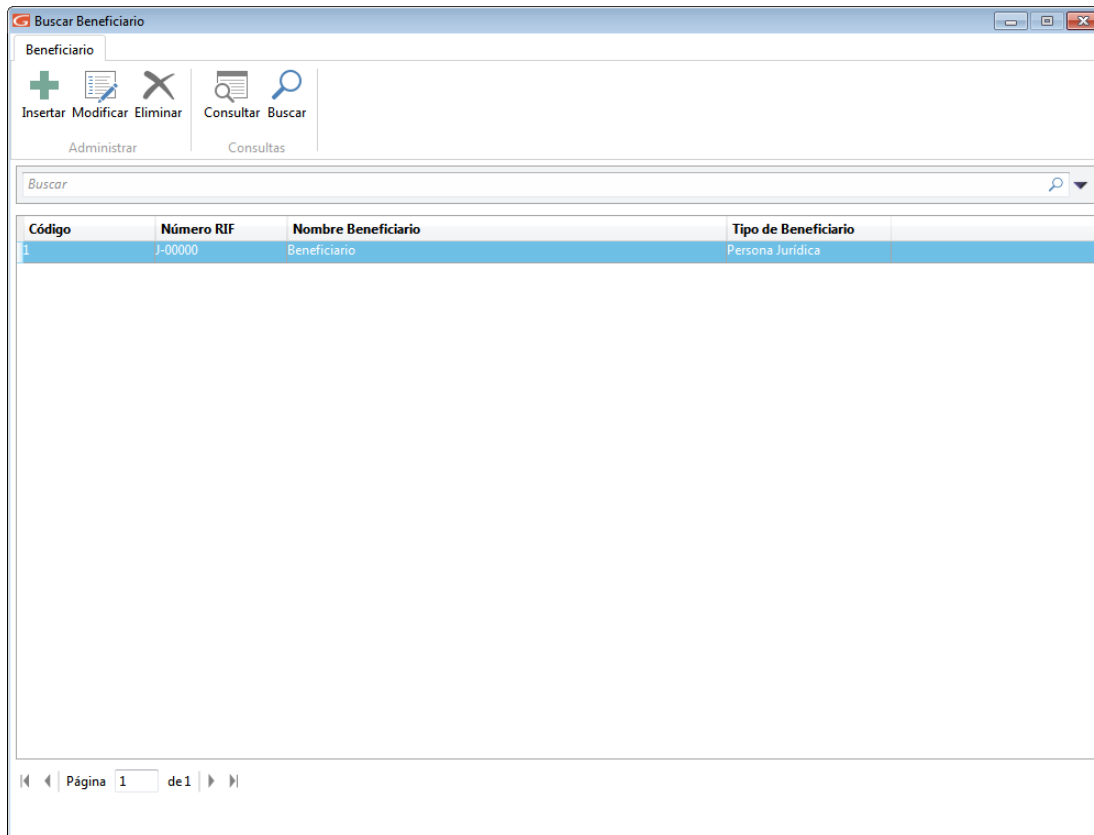 Buscar Beneficiario
Beneficiario
Insertar Modificar Eliminar Consultar Buscar
Administrar Consultas
Buscar
Código Número RIF Nombre Beneficiario Tipo de Beneficiario
1 J-00000 Beneficiario Persona Jurídica
Página 1 de 1